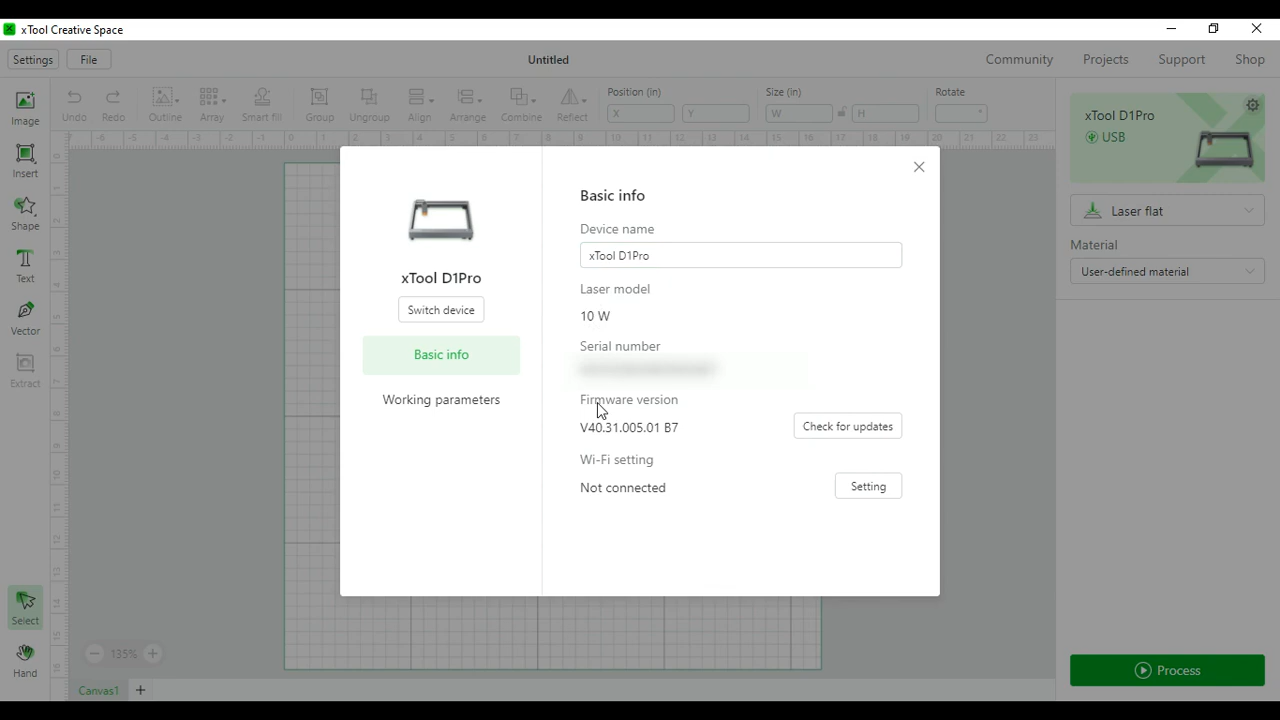 xTool Creative Space
Settings File Untitled Community Projects Support Shop
Undo Redo Outline Array Smart fill Group Ungroup Align Arrange Combine Reflect
Position (in) Size (in) Rotate
X Y W H °
Image
Insert
Shape
Text
Vector
Extract
Select
Hand
xTool D1Pro
Switch device
Basic info
Working parameters
Basic info
Device name
xTool D1Pro
Laser model
10 W
Serial number
Firmware version
V40.31.005.01 B7
Check for updates
Wi-Fi setting
Not connected
Setting
xTool D1Pro
USB
Laser flat
Material
User-defined material
Process
135%
Canvas1